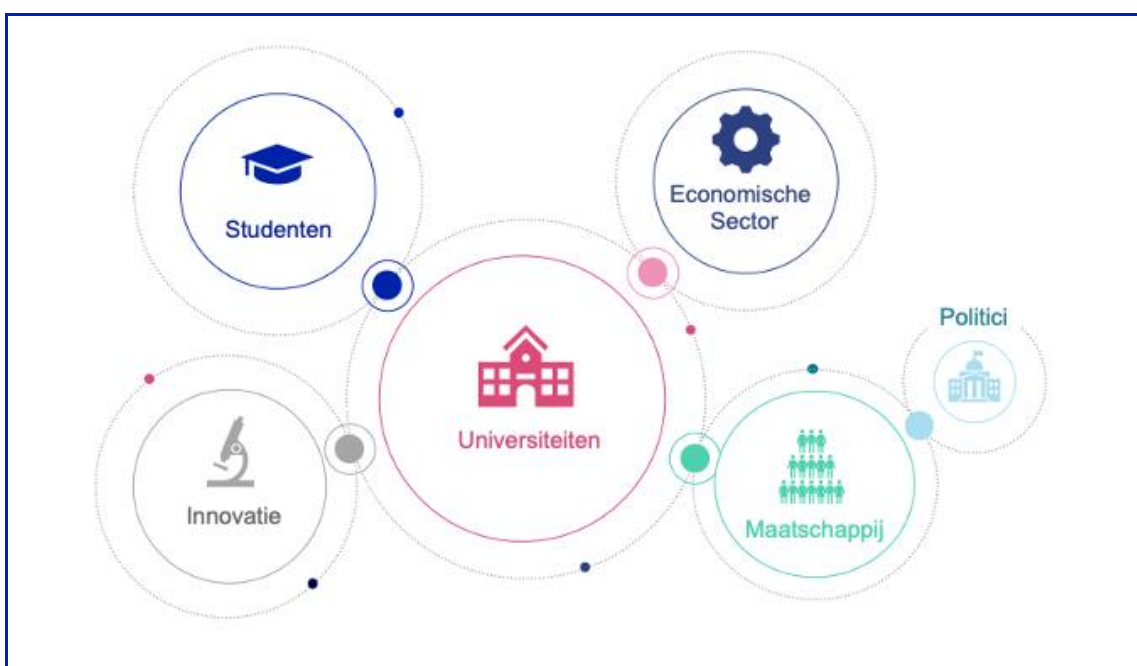 Studenten
Economische
Sector
Politici
Universiteiten
Innovatie
Maatschappij